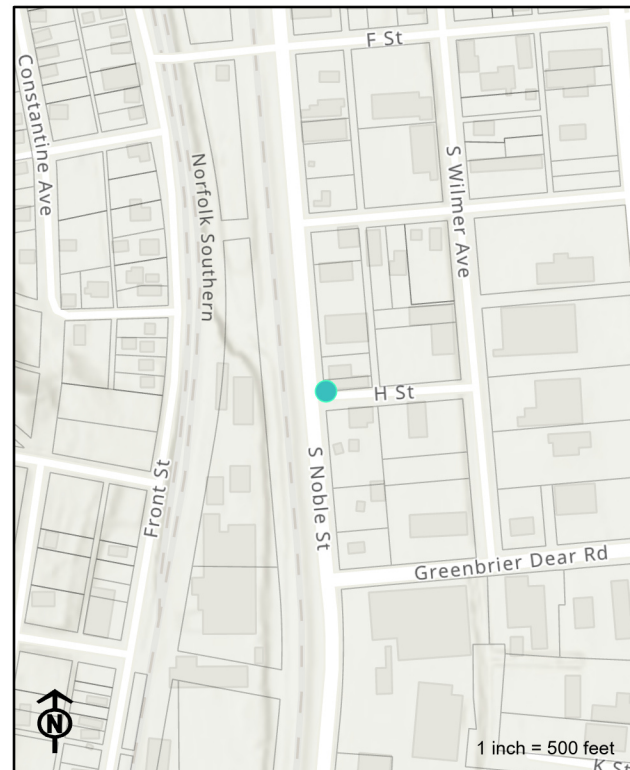 F St
Constantine Ave
S Wilmer Ave
Norfolk Southern
H St
S Noble St
Front St
Greenbrier Dear Rd
N
1 inch = 500 feet
K St